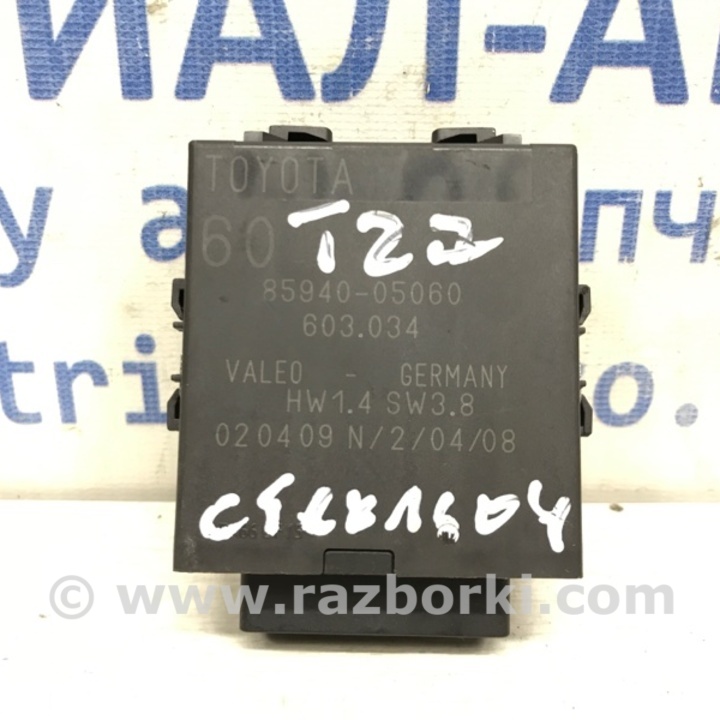 ИАЛ-А
у а пч
TOYOTA
60 T22
85940-05060
603.034
tri o.
VALEO - GERMANY
HW1.4 SW3.8
020409 N/2/04/08
© www.razborki.com